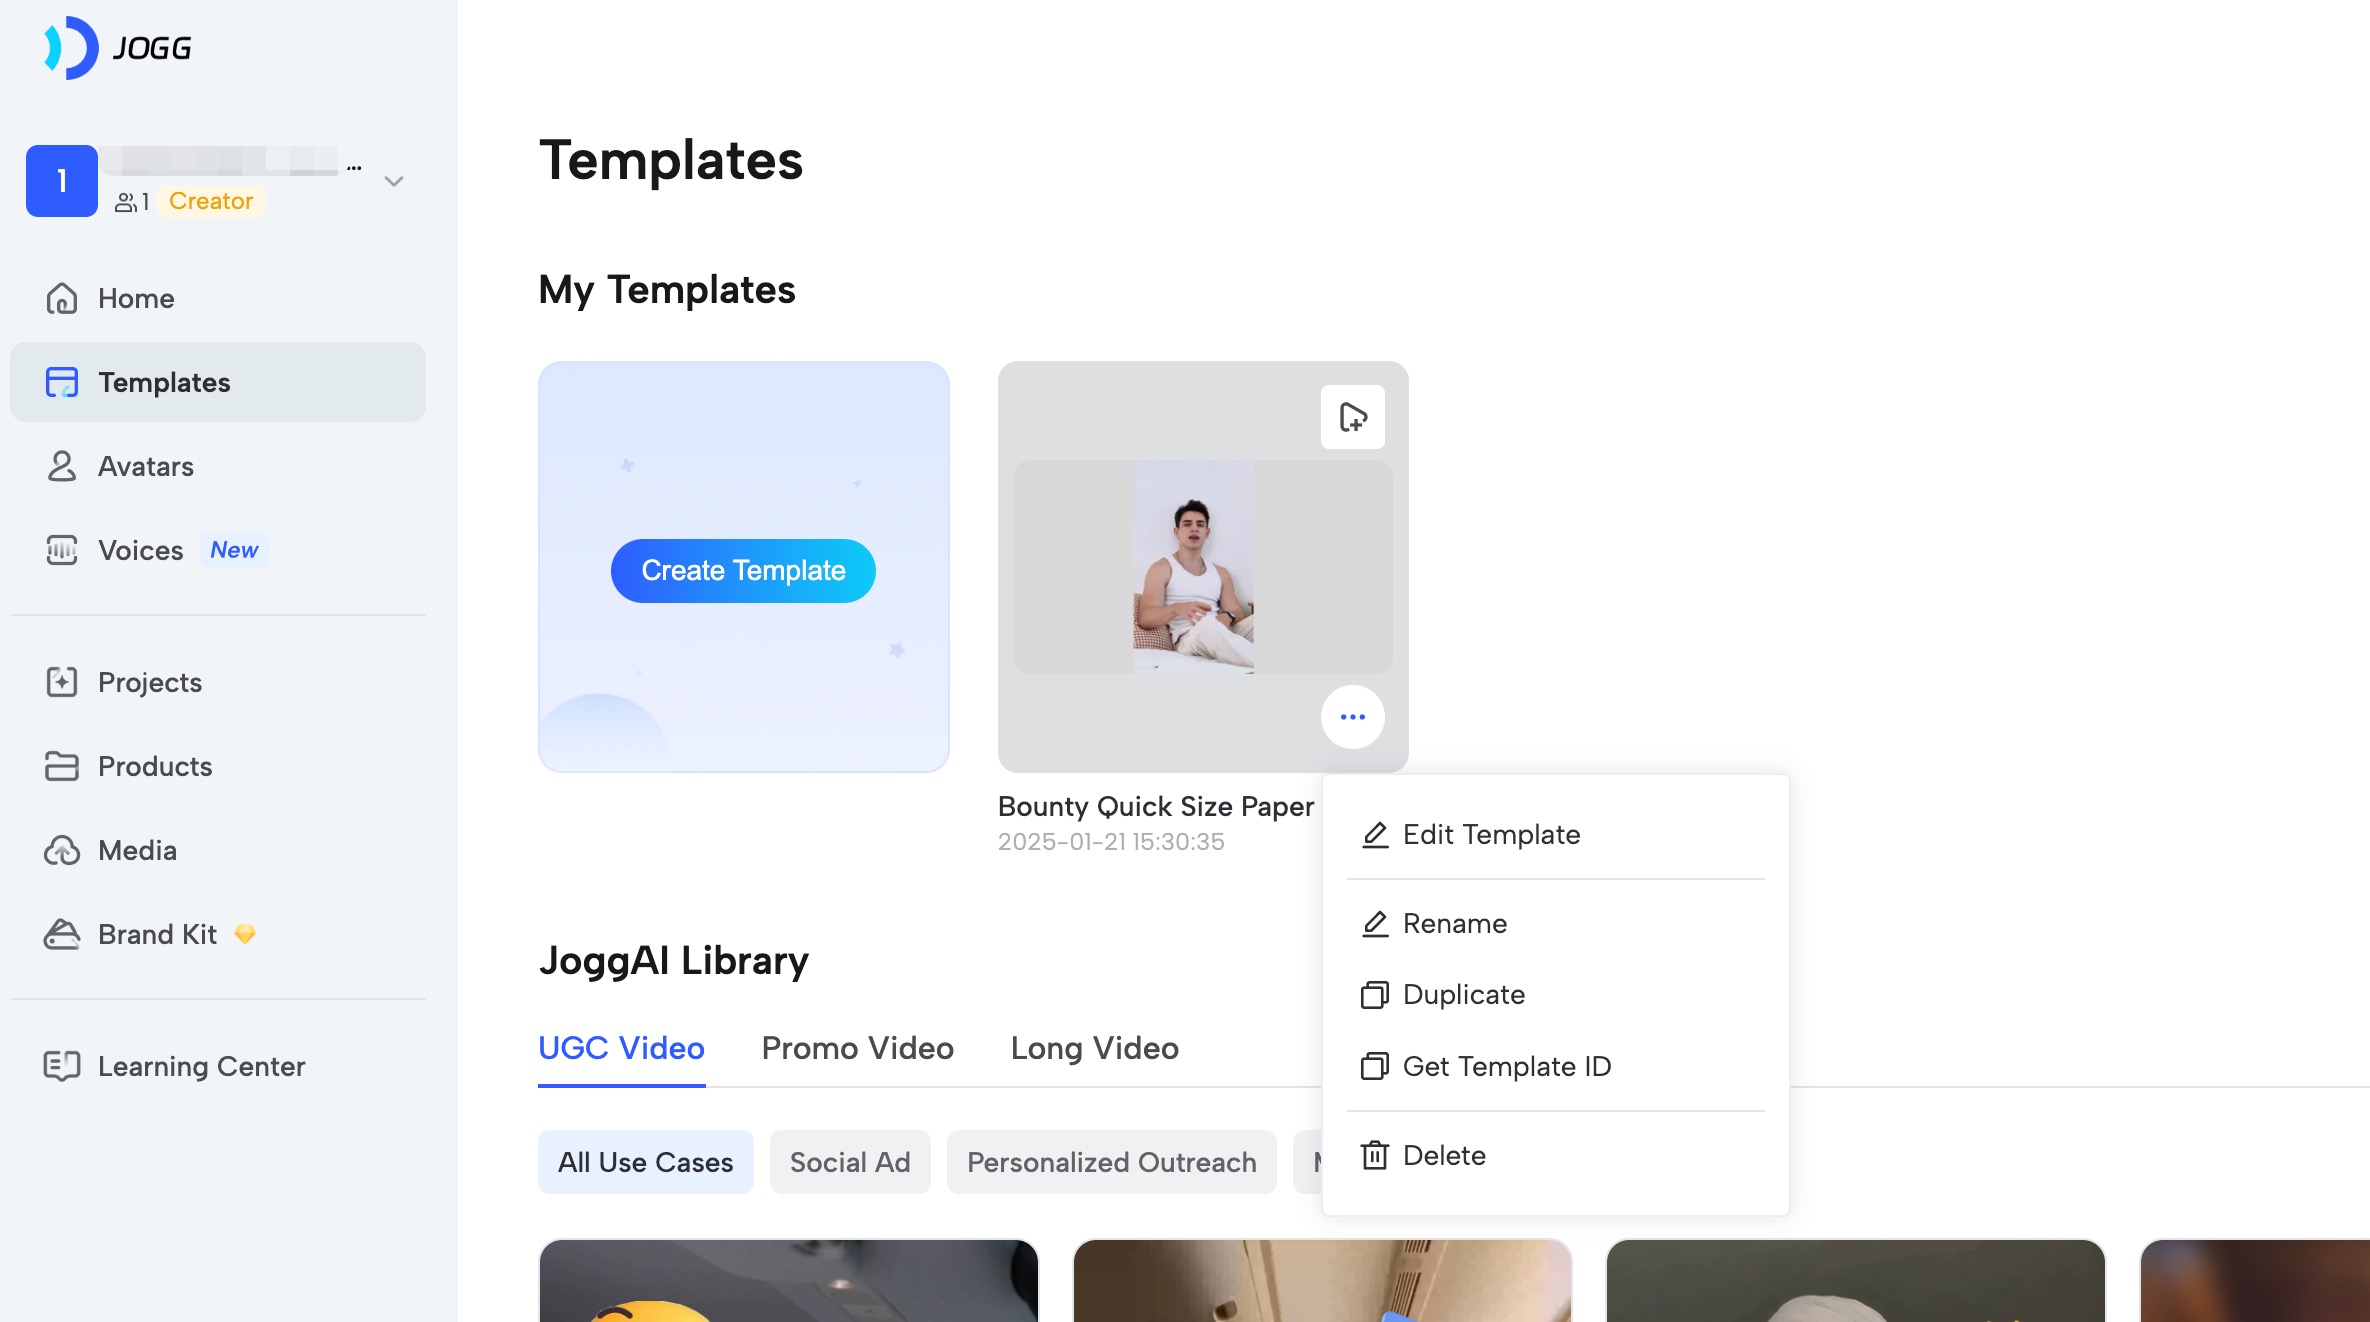 JOGG
1
...
1 Creator
Home
Templates
Avatars
Voices New
Projects
Products
Media
Brand Kit
Learning Center
Templates
My Templates
Create Template
Bounty Quick Size Paper
2025-01-21 15:30:35
Edit Template
Rename
Duplicate
Get Template ID
Delete
JoggAI Library
UGC Video Promo Video Long Video
All Use Cases Social Ad Personalized Outreach